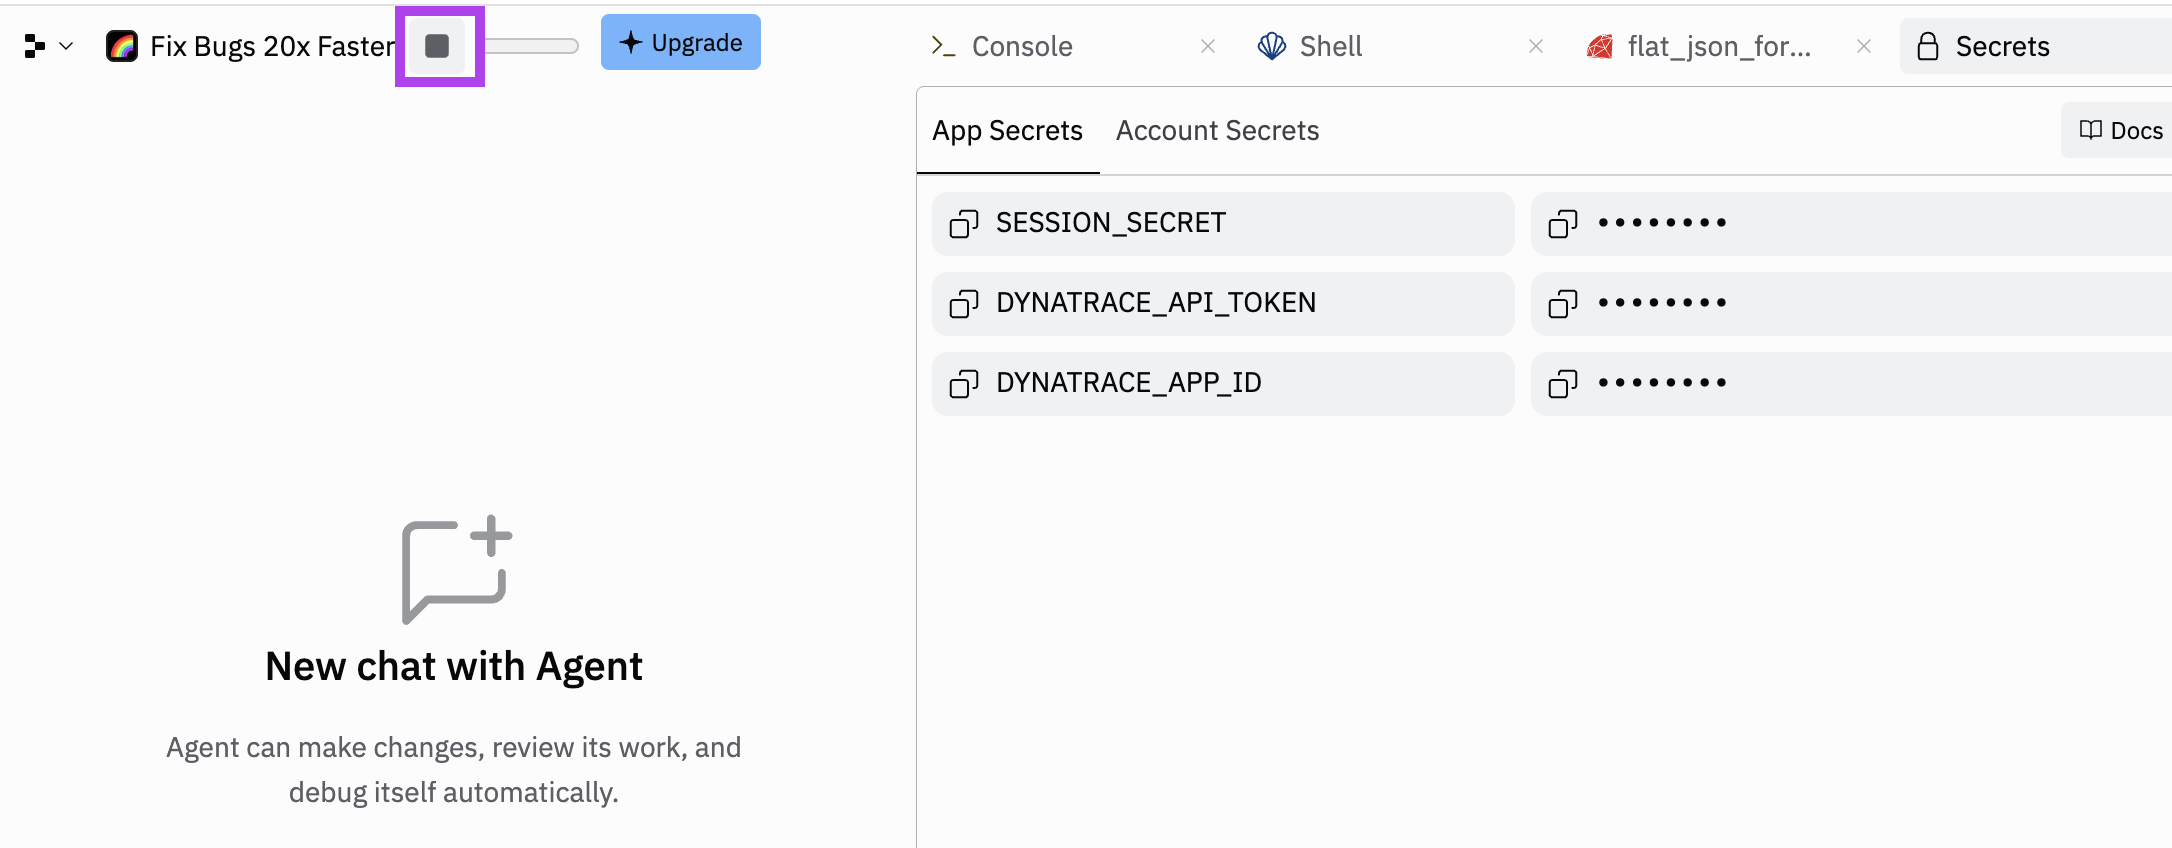 Fix Bugs 20x Faster
Upgrade
Console
Shell
flat_json_for...
Secrets
App Secrets
Account Secrets
Docs
SESSION_SECRET
••••••••
DYNATRACE_API_TOKEN
••••••••
DYNATRACE_APP_ID
••••••••
New chat with Agent
Agent can make changes, review its work, and
debug itself automatically.